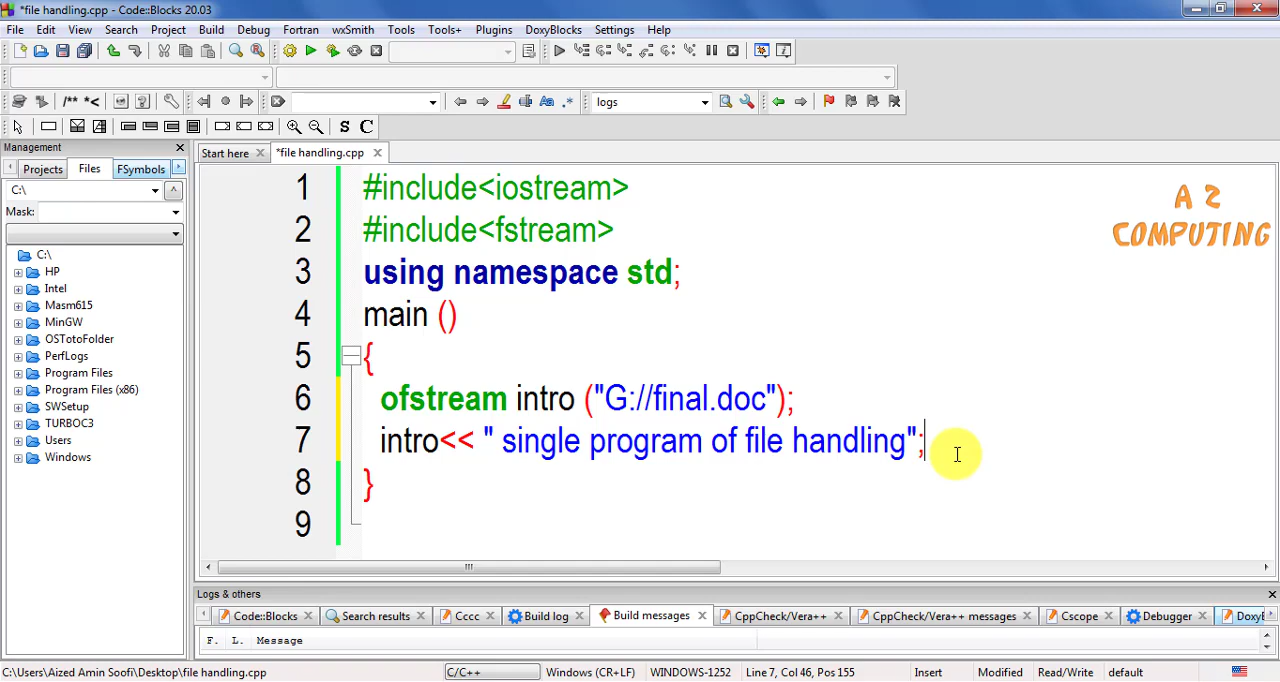 *file handling.cpp - Code::Blocks 20.03
File Edit View Search Project Build Debug Fortran wxSmith Tools Tools+ Plugins DoxyBlocks Settings Help
/** *< logs
S C
Management
Projects Files FSymbols
C:\
Mask:
C:\
HP
Intel
Masm615
MinGW
OSTotoFolder
PerfLogs
Program Files
Program Files (x86)
SWSetup
TURBOC3
Users
Windows
Start here *file handling.cpp
1 #include<iostream>
2 #include<fstream>
3 using namespace std;
4 main ()
5 {
6 ofstream intro ("G://final.doc");
7 intro<< " single program of file handling";
8 }
9
A 2
COMPUTING
Logs & others
Code::Blocks Search results Cccc Build log Build messages CppCheck/Vera++ CppCheck/Vera++ messages Cscope Debugger DoxyB
F. L. Message
C:\Users\Aized Amin Soofi\Desktop\file handling.cpp C/C++ Windows (CR+LF) WINDOWS-1252 Line 7, Col 46, Pos 155 Insert Modified Read/Write default